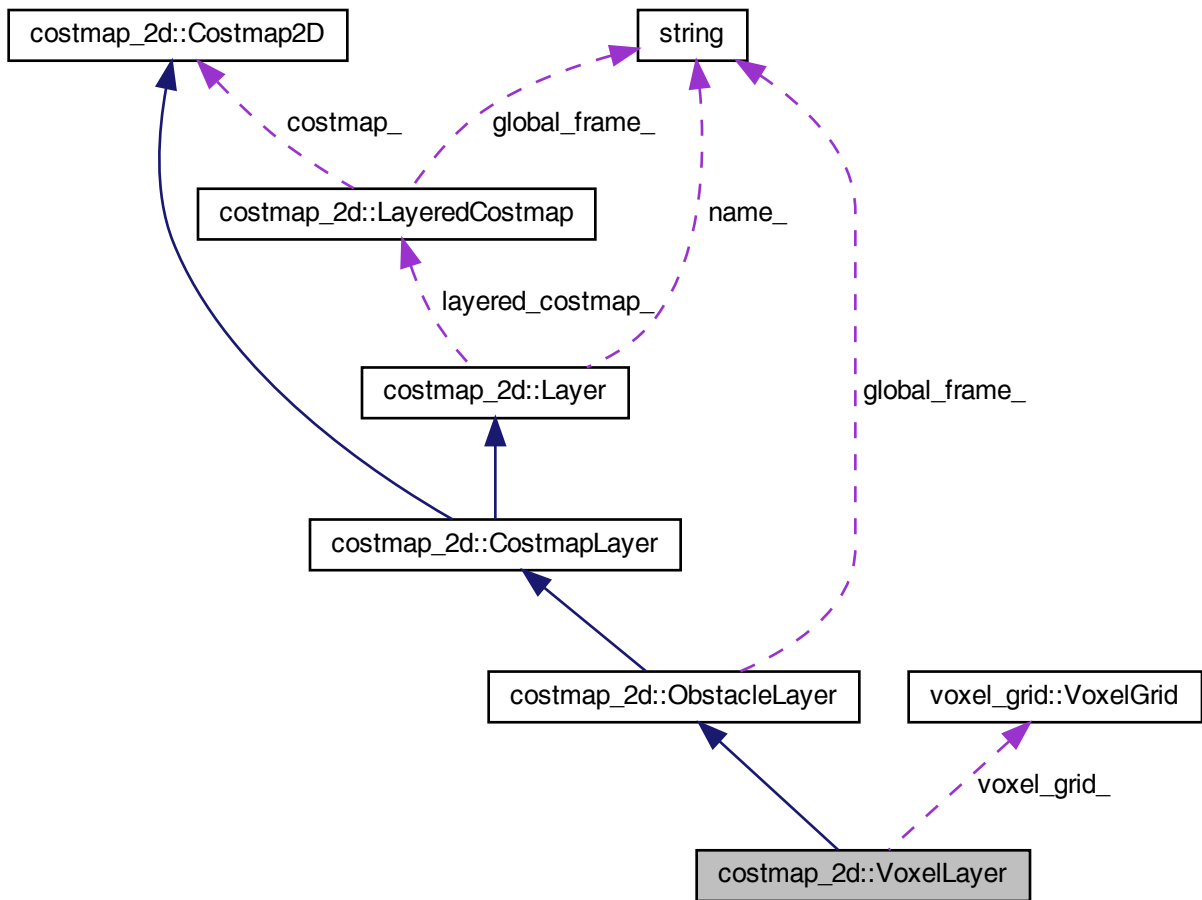 costmap_2d::Costmap2D
string
costmap_
global_frame_
costmap_2d::LayeredCostmap
name_
layered_costmap_
costmap_2d::Layer
global_frame_
costmap_2d::CostmapLayer
costmap_2d::ObstacleLayer
voxel_grid::VoxelGrid
voxel_grid_
costmap_2d::VoxelLayer